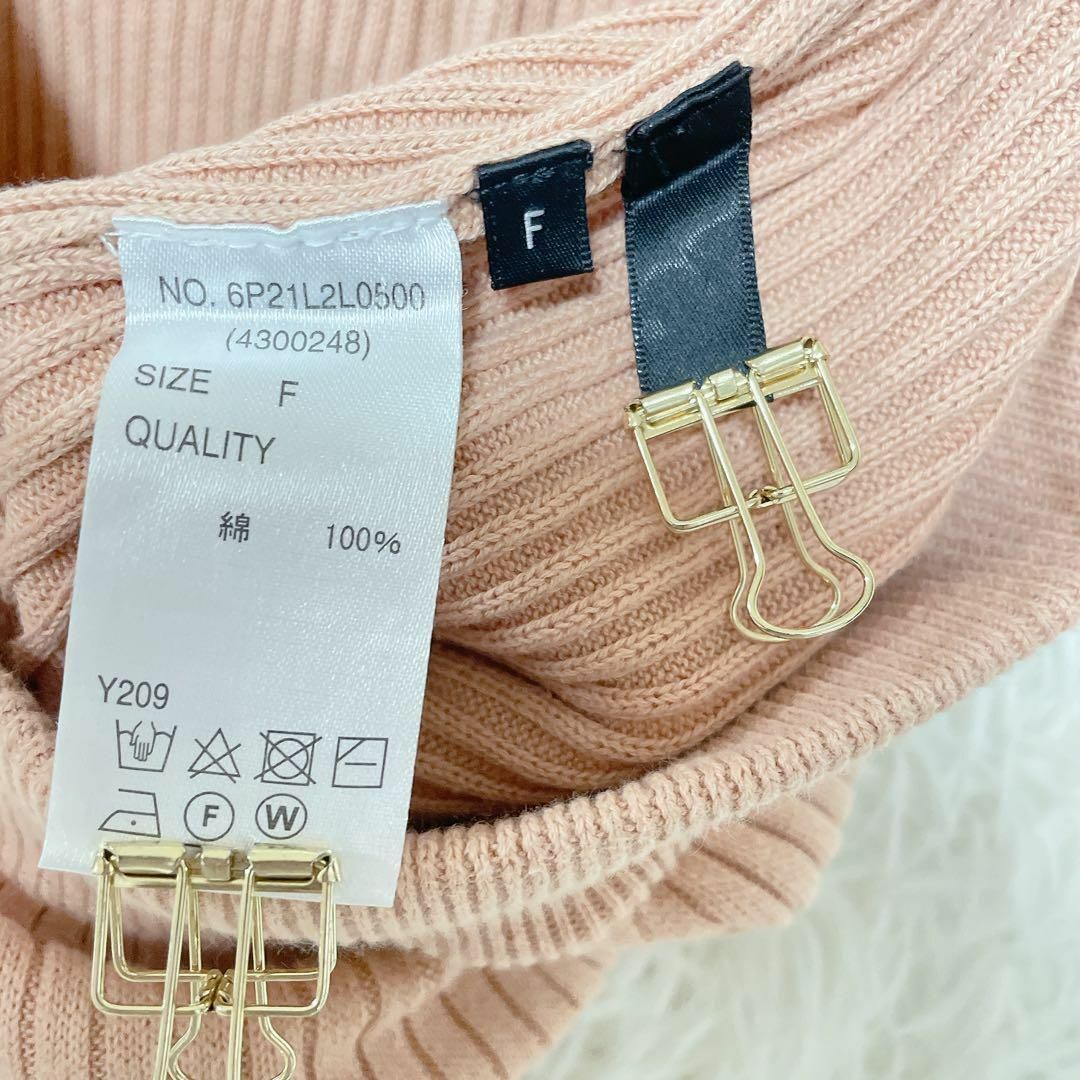 NO. 6P21L2L0500
(4300248)
SIZE F
QUALITY
綿 100%
Y209
F W
F